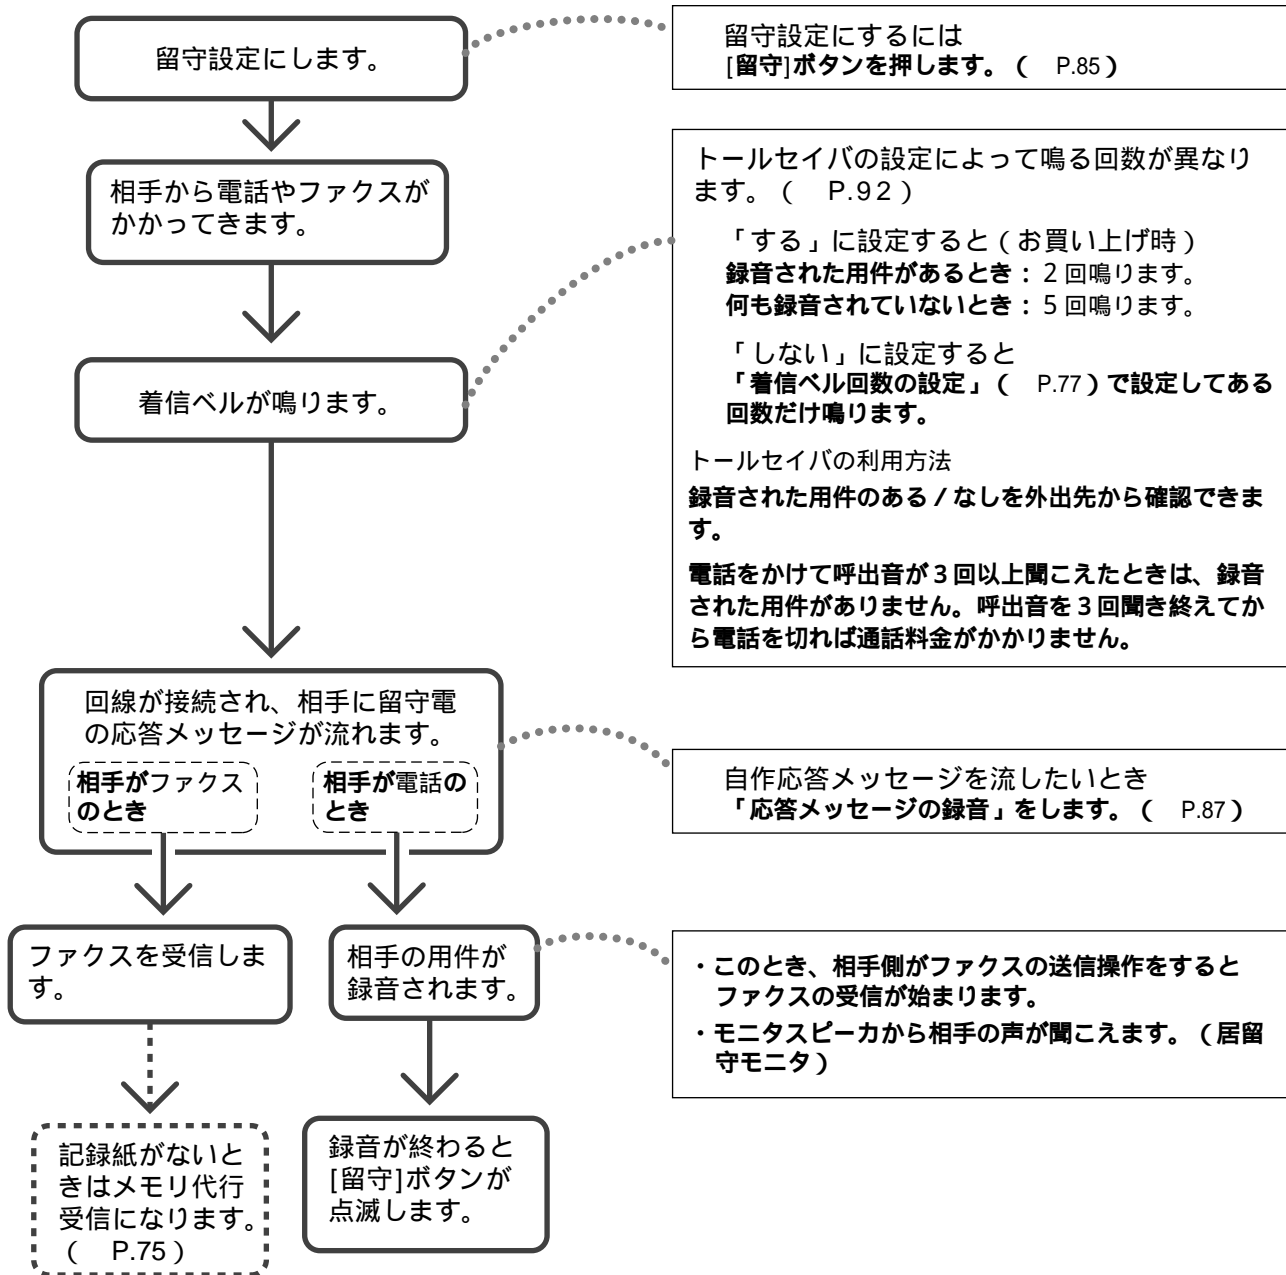 留守設定にします。
留守設定にするには
[留守]ボタンを押します。（　P.85）
相手から電話やファクスが
かかってきます。
トールセイバの設定によって鳴る回数が異なり
ます。（　P.92）
「する」に設定すると（お買い上げ時）
録音された用件があるとき：2回鳴ります。
何も録音されていないとき：5回鳴ります。
「しない」に設定すると
「着信ベル回数の設定」（　P.77）で設定してある
回数だけ鳴ります。
トールセイバの利用方法
録音された用件のある／なしを外出先から確認できま
す。
電話をかけて呼出音が3回以上聞こえたときは、録音
された用件がありません。呼出音を3回聞き終えてか
ら電話を切れば通話料金がかかりません。
着信ベルが鳴ります。
回線が接続され、相手に留守電
の応答メッセージが流れます。
相手がファクス
のとき
相手が電話の
とき
自作応答メッセージを流したいとき
「応答メッセージの録音」をします。（　P.87）
ファクスを受信しま
す。
相手の用件が
録音されます。
・このとき、相手側がファクスの送信操作をすると
ファクスの受信が始まります。
・モニタスピーカから相手の声が聞こえます。（居留
守モニタ）
記録紙がないと
きはメモリ代行
受信になります。
（　P.75）
録音が終わると
[留守]ボタンが
点滅します。